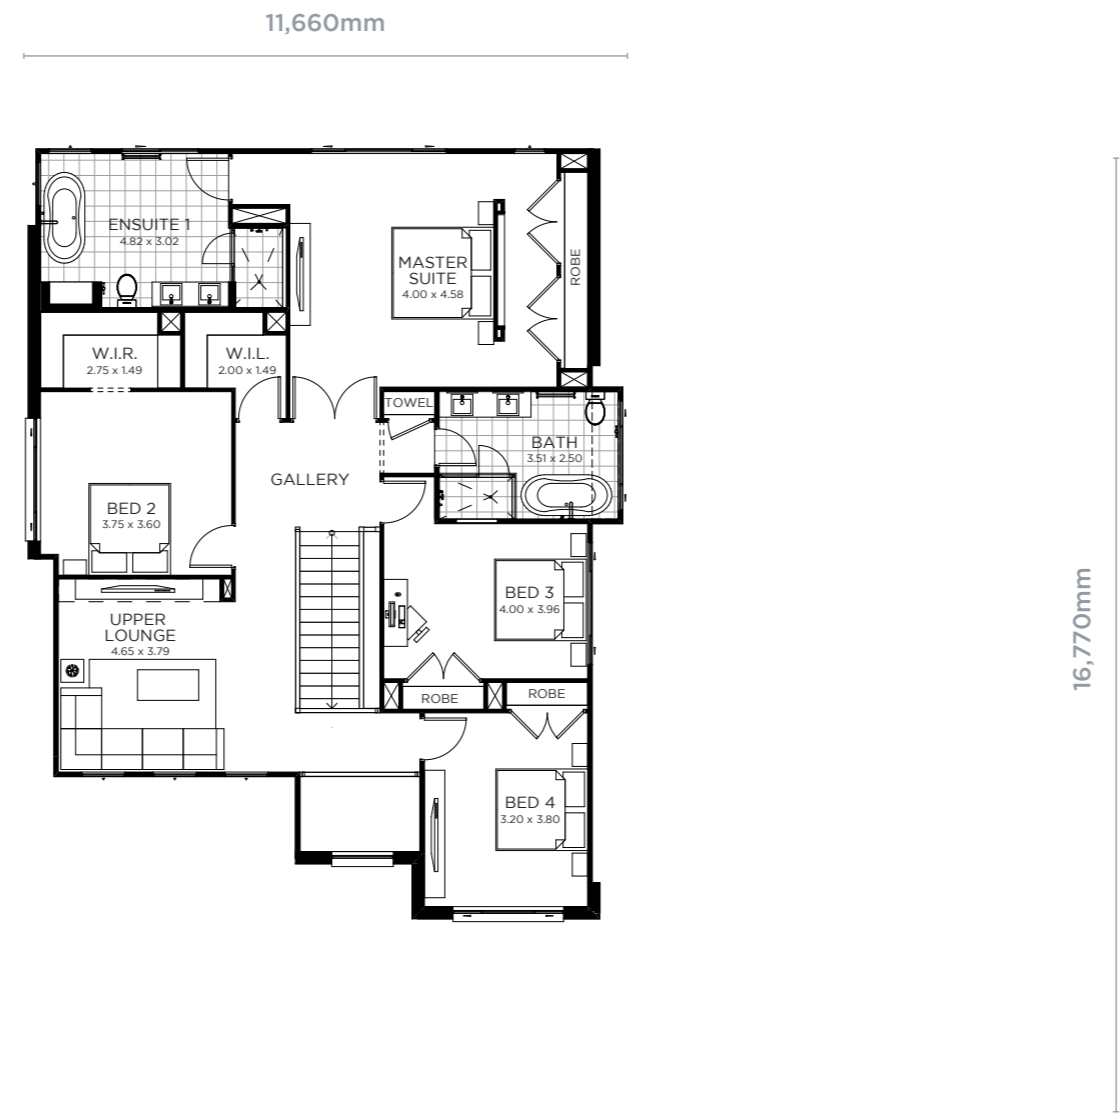 11,660mm
ENSUITE 1
4.82 x 3.02
MASTER
SUITE
4.00 x 4.58
ROBE
W.I.R.
2.75 x 1.49
W.I.L.
2.00 x 1.49
TOWEL
BATH
3.51 x 2.50
GALLERY
BED 2
3.75 x 3.60
BED 3
4.00 x 3.96
UPPER
LOUNGE
4.65 x 3.79
ROBE
ROBE
BED 4
3.20 x 3.80
16,770mm